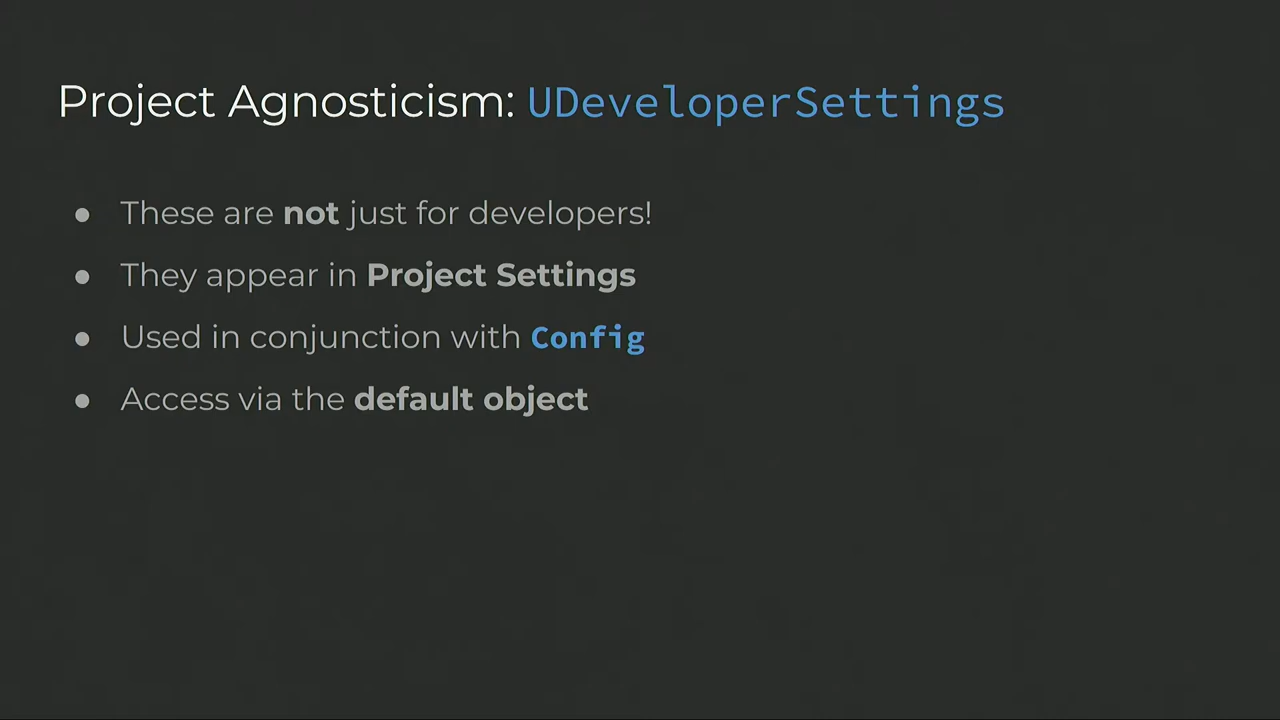 Project Agnosticism: UDeveloperSettings
● These are not just for developers!
● They appear in Project Settings
● Used in conjunction with Config
● Access via the default object